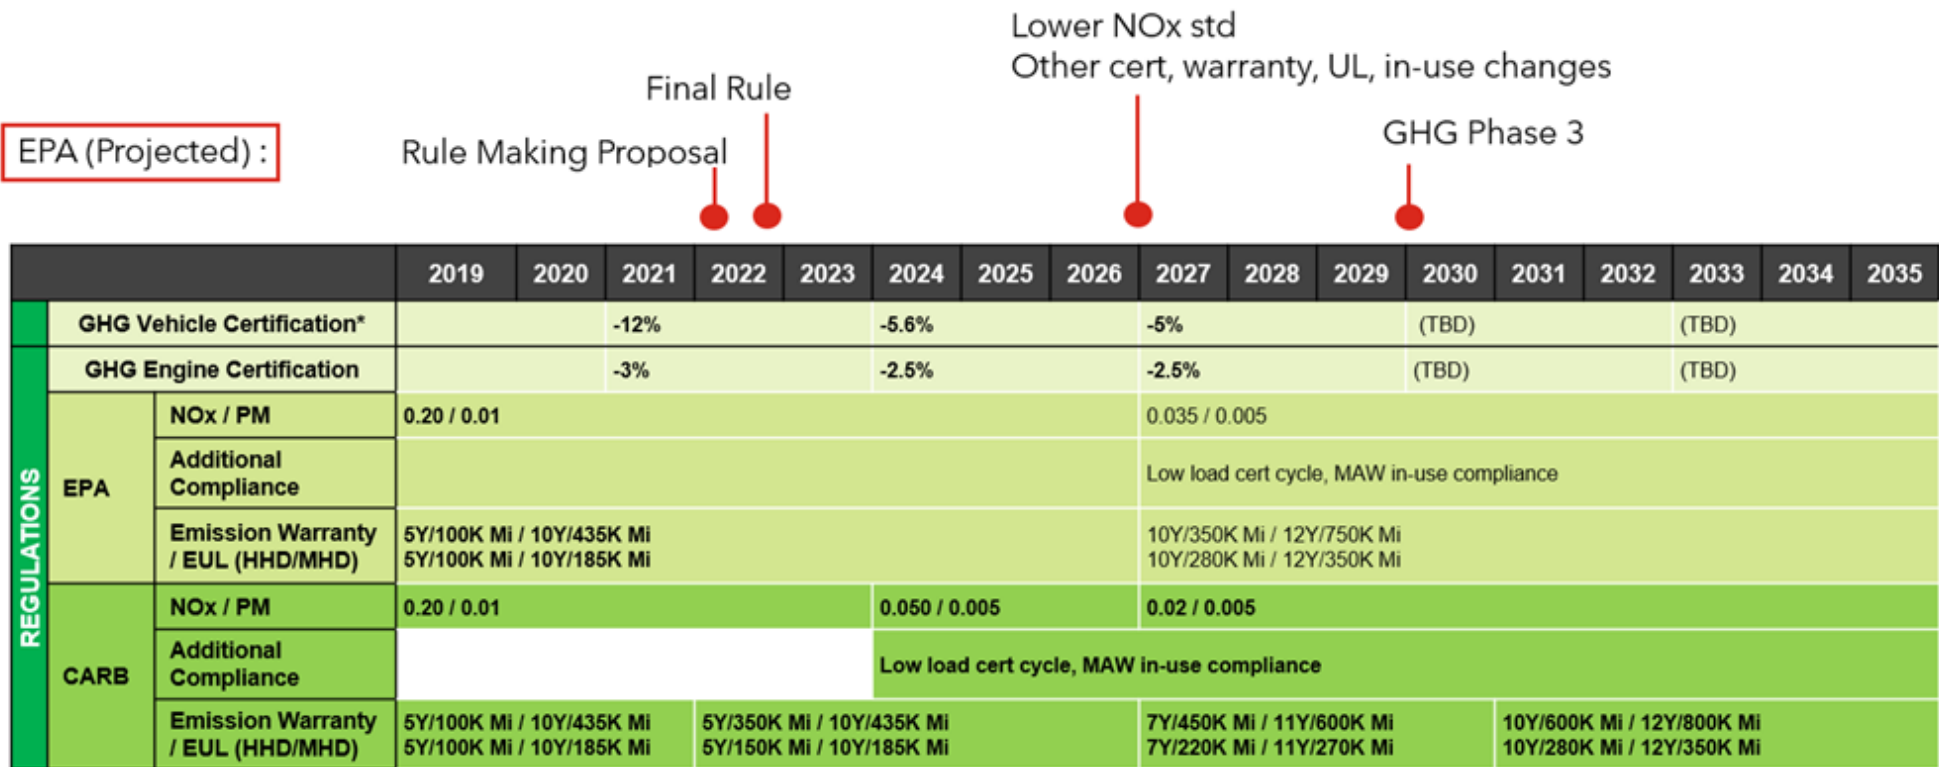 Lower NOx std
Other cert, warranty, UL, in-use changes
Final Rule
GHG Phase 3
EPA (Projected) :
Rule Making Proposal
2019 2020 2021 2022 2023 2024 2025 2026 2027 2028 2029 2030 2031 2032 2033 2034 2035
REGULATIONS
GHG Vehicle Certification* -12% -5.6% -5% (TBD) (TBD)
GHG Engine Certification -3% -2.5% -2.5% (TBD) (TBD)
EPA
NOx / PM 0.20 / 0.01 0.035 / 0.005
Additional
Compliance
Low load cert cycle, MAW in-use compliance
Emission Warranty
/ EUL (HHD/MHD)
5Y/100K Mi / 10Y/435K Mi
5Y/100K Mi / 10Y/185K Mi
10Y/350K Mi / 12Y/750K Mi
10Y/280K Mi / 12Y/350K Mi
CARB
NOx / PM 0.20 / 0.01 0.050 / 0.005 0.02 / 0.005
Additional
Compliance
Low load cert cycle, MAW in-use compliance
Emission Warranty
/ EUL (HHD/MHD)
5Y/100K Mi / 10Y/435K Mi
5Y/100K Mi / 10Y/185K Mi
5Y/350K Mi / 10Y/435K Mi
5Y/150K Mi / 10Y/185K Mi
7Y/450K Mi / 11Y/600K Mi
7Y/220K Mi / 11Y/270K Mi
10Y/600K Mi / 12Y/800K Mi
10Y/280K Mi / 12Y/350K Mi